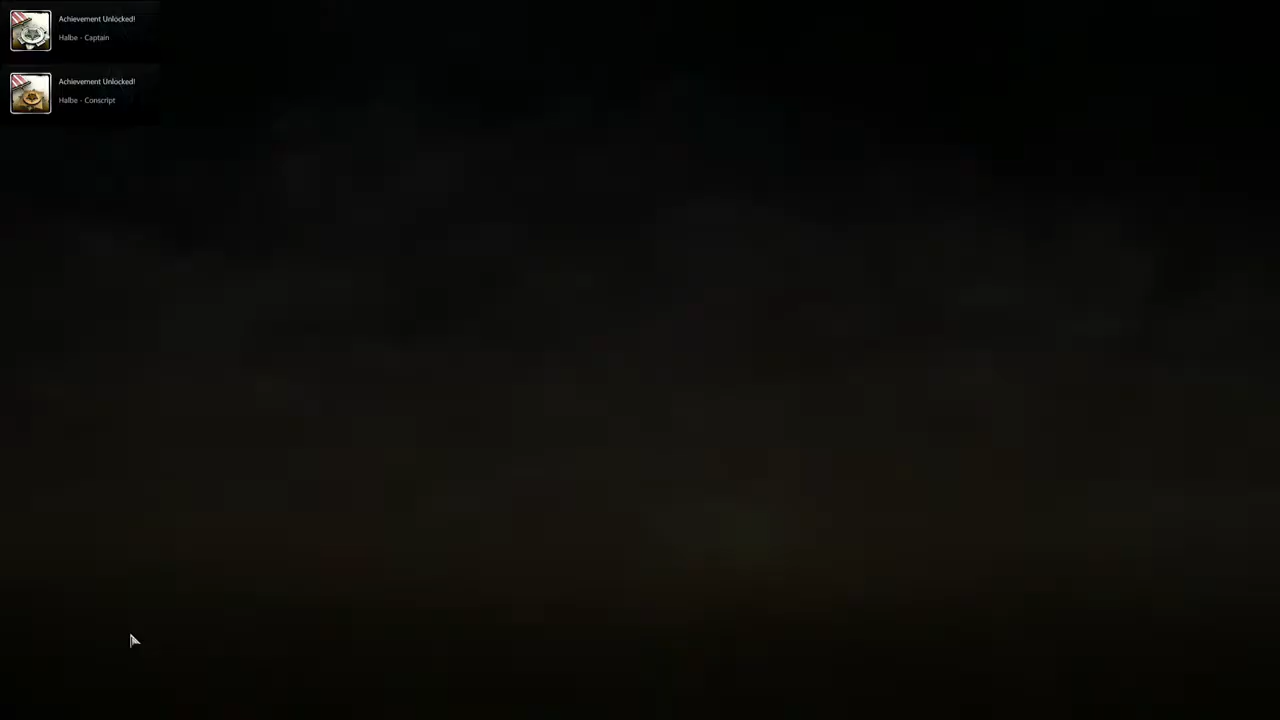 Achievement Unlocked!
Halbe - Captain
Achievement Unlocked!
Halbe - Conscript